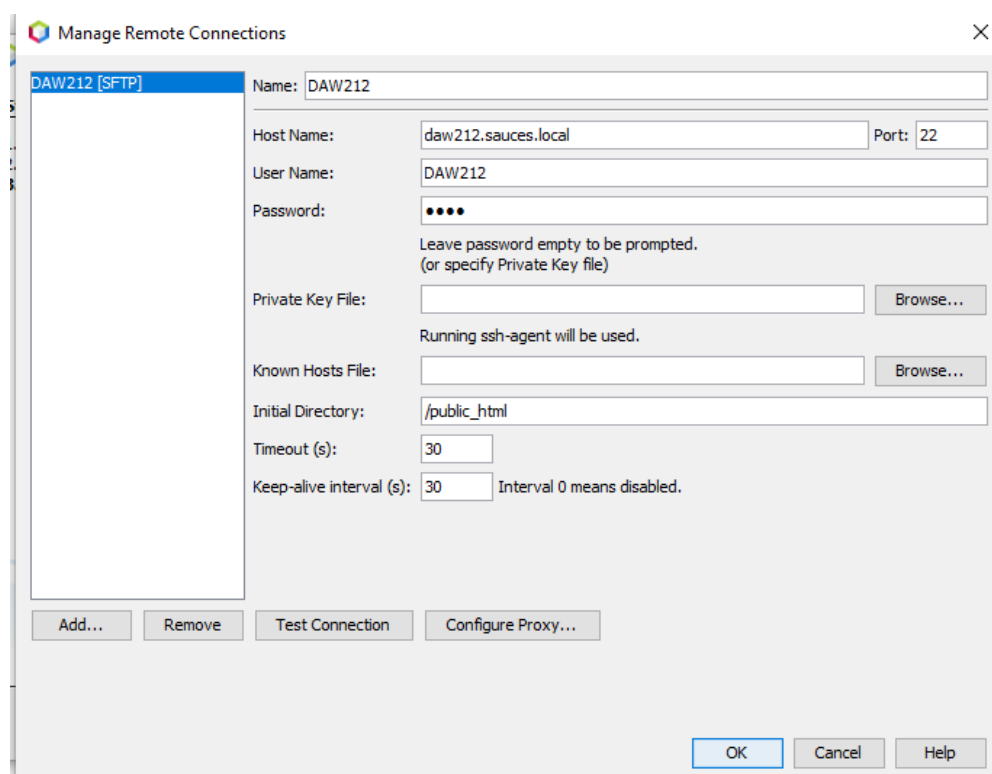 Manage Remote Connections
DAW212 [SFTP]
Name: DAW212
Host Name: daw212.sauces.local Port: 22
User Name: DAW212
Password: ••••
Leave password empty to be prompted.
(or specify Private Key file)
Private Key File: Browse...
Running ssh-agent will be used.
Known Hosts File: Browse...
Initial Directory: /public_html
Timeout (s): 30
Keep-alive interval (s): 30 Interval 0 means disabled.
Add... Remove Test Connection Configure Proxy...
OK Cancel Help